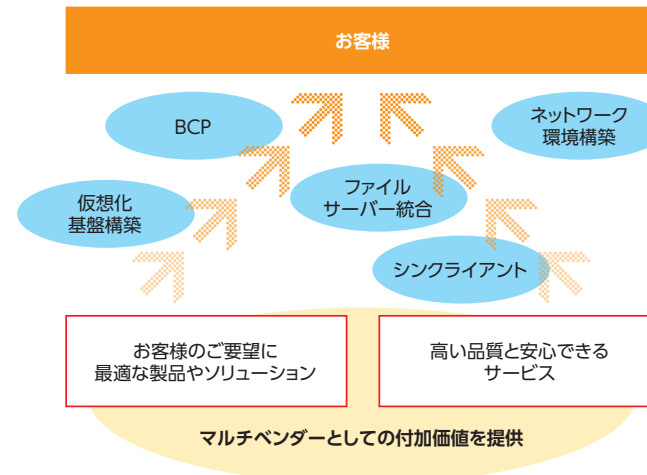 お客様
BCP
ネットワーク
環境構築
ファイル
サーバー統合
仮想化
基盤構築
シンクライアント
お客様のご要望に
最適な製品やソリューション
高い品質と安心できる
サービス
マルチベンダーとしての付加価値を提供